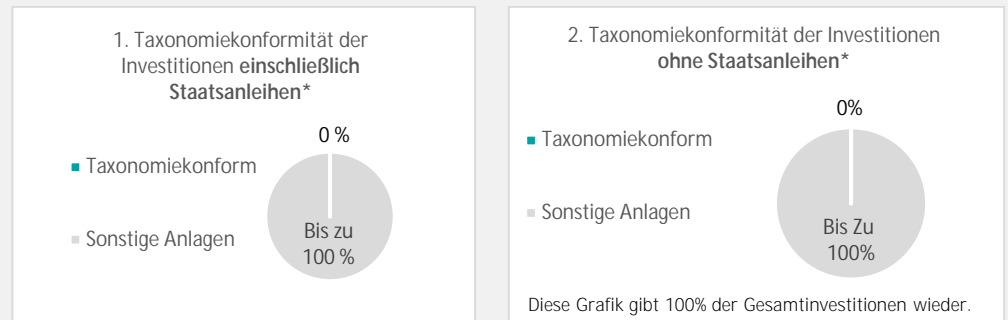 1. Taxonomiekonformität der
Investitionen einschließlich
Staatsanleihen*
0 %
Taxonomiekonform
Sonstige Anlagen
Bis zu
100 %
2. Taxonomiekonformität der Investitionen
ohne Staatsanleihen*
0%
Taxonomiekonform
Sonstige Anlagen
Bis Zu
100%
Diese Grafik gibt 100% der Gesamtinvestitionen wieder.